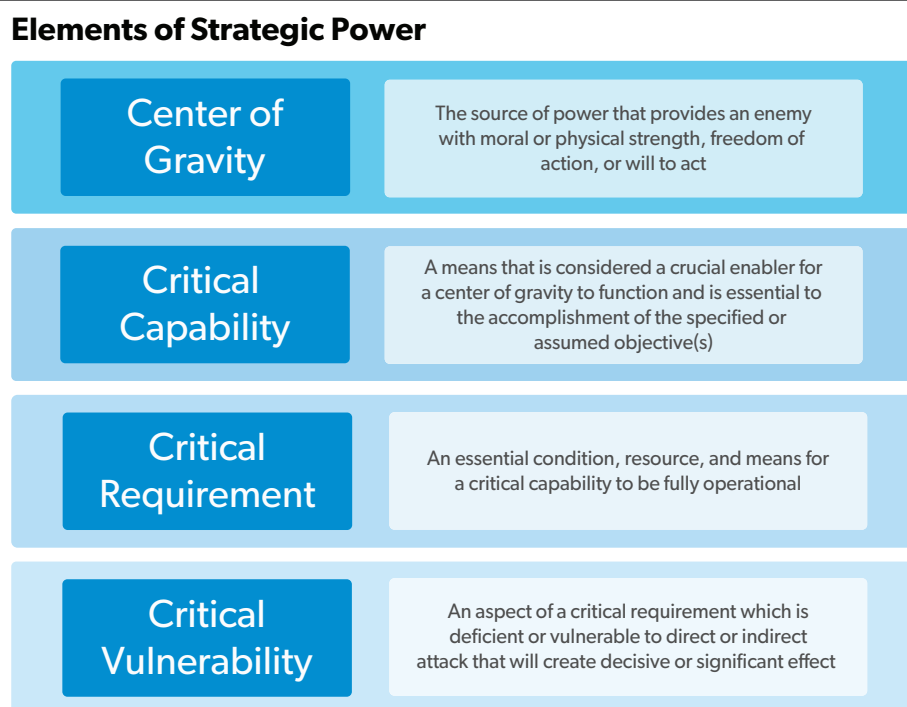 Elements of Strategic Power
Center of
Gravity
The source of power that provides an enemy
with moral or physical strength, freedom of
action, or will to act
Critical
Capability
A means that is considered a crucial enabler for
a center of gravity to function and is essential to
the accomplishment of the specified or
assumed objective(s)
Critical
Requirement
An essential condition, resource, and means for
a critical capability to be fully operational
Critical
Vulnerability
An aspect of a critical requirement which is
deficient or vulnerable to direct or indirect
attack that will create decisive or significant effect